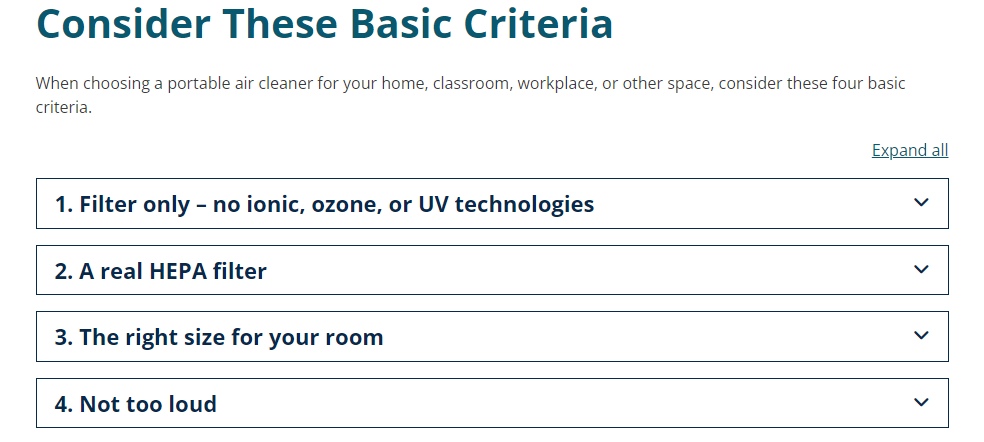 Consider These Basic Criteria
When choosing a portable air cleaner for your home, classroom, workplace, or other space, consider these four basic
criteria.
Expand all
1. Filter only – no ionic, ozone, or UV technologies
2. A real HEPA filter
3. The right size for your room
4. Not too loud